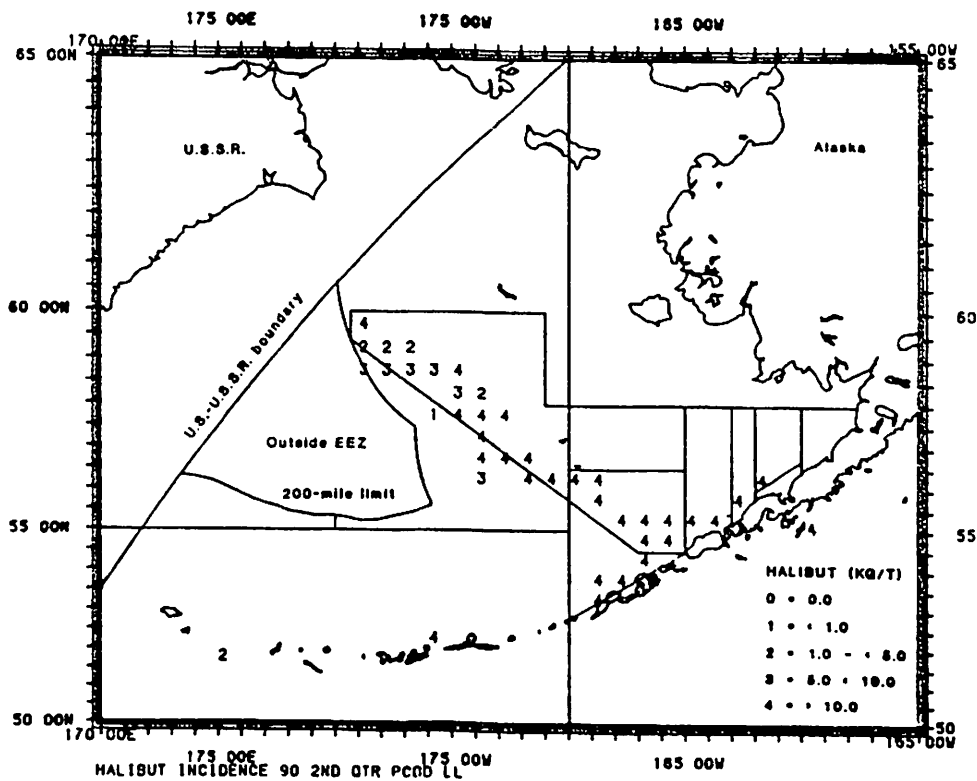 175 00E 175 00W 165 00W
170 00E 155 00W
65 00N 65
U.S.S.R. Alaska
60 00N 60
U.S.-U.S.S.R. boundary
4
2 2 2
3 3 3 3 4
3 2
1 4 4 4
4
4 4 4
3 4 4 4 4
4
4 4 4 4 4
4 4
4
4 4
Outside EEZ
200-mile limit
55 00N 55
HALIBUT (KG/T)
0 = 0.0
1 = < 1.0
2 = 1.0 - < 5.0
3 = 5.0 < 10.0
4 = > 10.0
4 0
2
50 00N 50
170 00E 165 00W
175 00E 175 00W 165 00W
HALIBUT INCIDENCE 90 2ND QTR PCOD LL